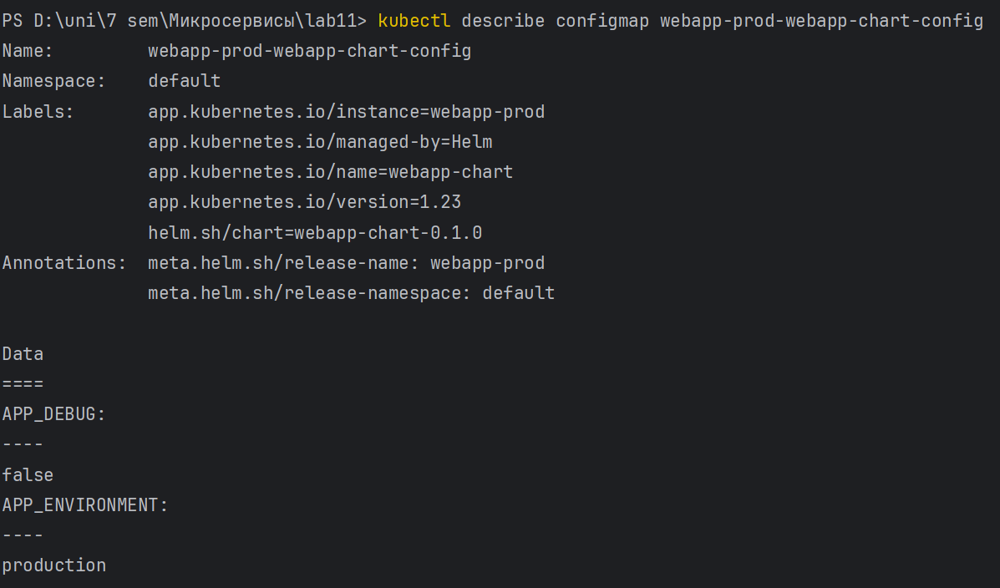 PS D:\uni\7 sem\Микросервисы\lab11> kubectl describe configmap webapp-prod-webapp-chart-config
Name:         webapp-prod-webapp-chart-config
Namespace:    default
Labels:       app.kubernetes.io/instance=webapp-prod
              app.kubernetes.io/managed-by=Helm
              app.kubernetes.io/name=webapp-chart
              app.kubernetes.io/version=1.23
              helm.sh/chart=webapp-chart-0.1.0
Annotations:  meta.helm.sh/release-name: webapp-prod
              meta.helm.sh/release-namespace: default

Data
====
APP_DEBUG:
----
false
APP_ENVIRONMENT:
----
production